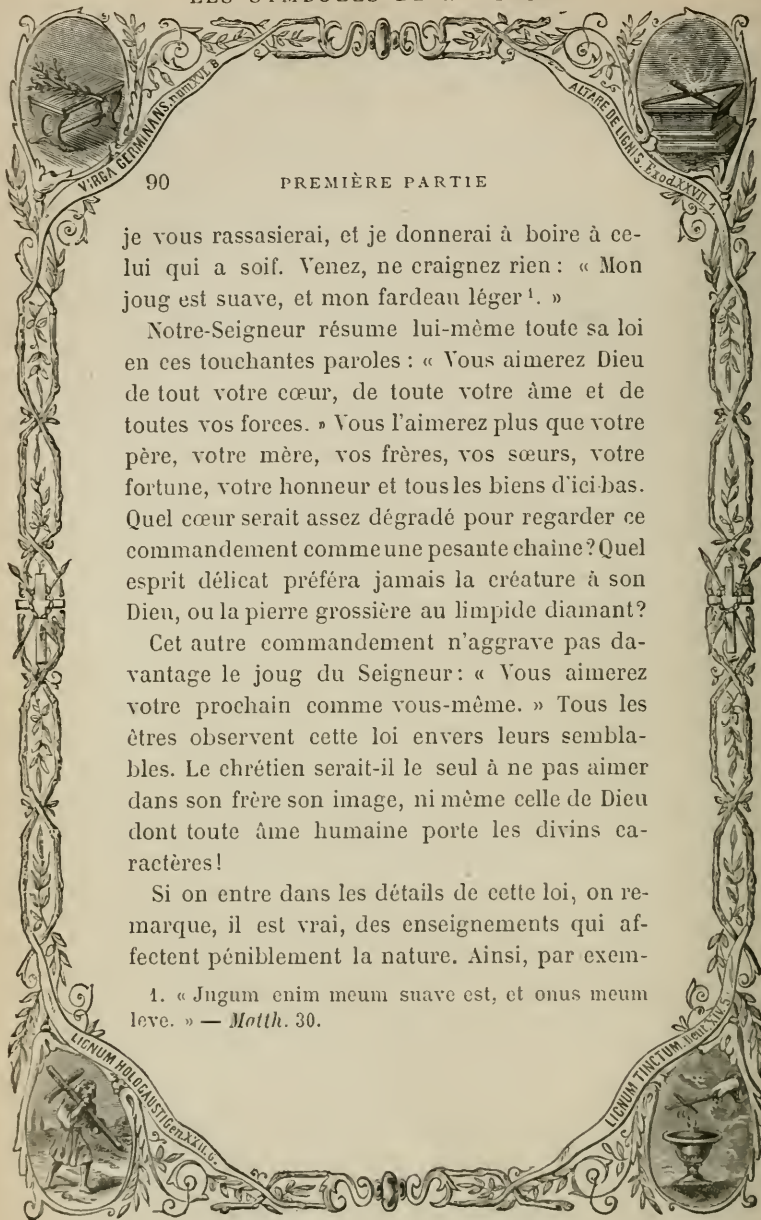 LES SYMBOLES DE
VIRGA GERMINANS. num XVI. 8
ALTARE DE LIGNIS. Exod. XXVII. 1
90 PREMIÈRE PARTIE
je vous rassasierai, et je donnerai à ce-
lui qui a soif. Venez, ne craignez rien : « Mon
joug est suave, et mon fardeau léger ¹. »
Notre-Seigneur résume lui-même toute sa loi
en ces touchantes paroles : « Vous aimerez Dieu
de tout votre cœur, de toute votre âme et de
toutes vos forces. » Vous l'aimerez plus que votre
père, votre mère, vos frères, vos sœurs, votre
fortune, votre honneur et tous les biens d'ici-bas.
Quel cœur serait assez dégradé pour regarder ce
commandement comme une pesante chaîne? Quel
esprit délicat préféra jamais la créature à son
Dieu, ou la pierre grossière au limpide diamant?
Cet autre commandement n'aggrave pas da-
vantage le joug du Seigneur : « Vous aimerez
votre prochain comme vous-même. » Tous les
êtres observent cette loi envers leurs sembla-
bles. Le chrétien serait-il le seul à ne pas aimer
dans son frère son image, ni même celle de Dieu
dont toute âme humaine porte les divins ca-
ractères!
Si on entre dans les détails de cette loi, on re-
marque, il est vrai, des enseignements qui af-
fectent péniblement la nature. Ainsi, par exem-
1. « Jugum enim meum suave est, et onus meum
leve. » — Matth. 30.
LIGNUM HOLOCAUSTI Gen. XXII. 6.
LIGNUM TINCTUM.